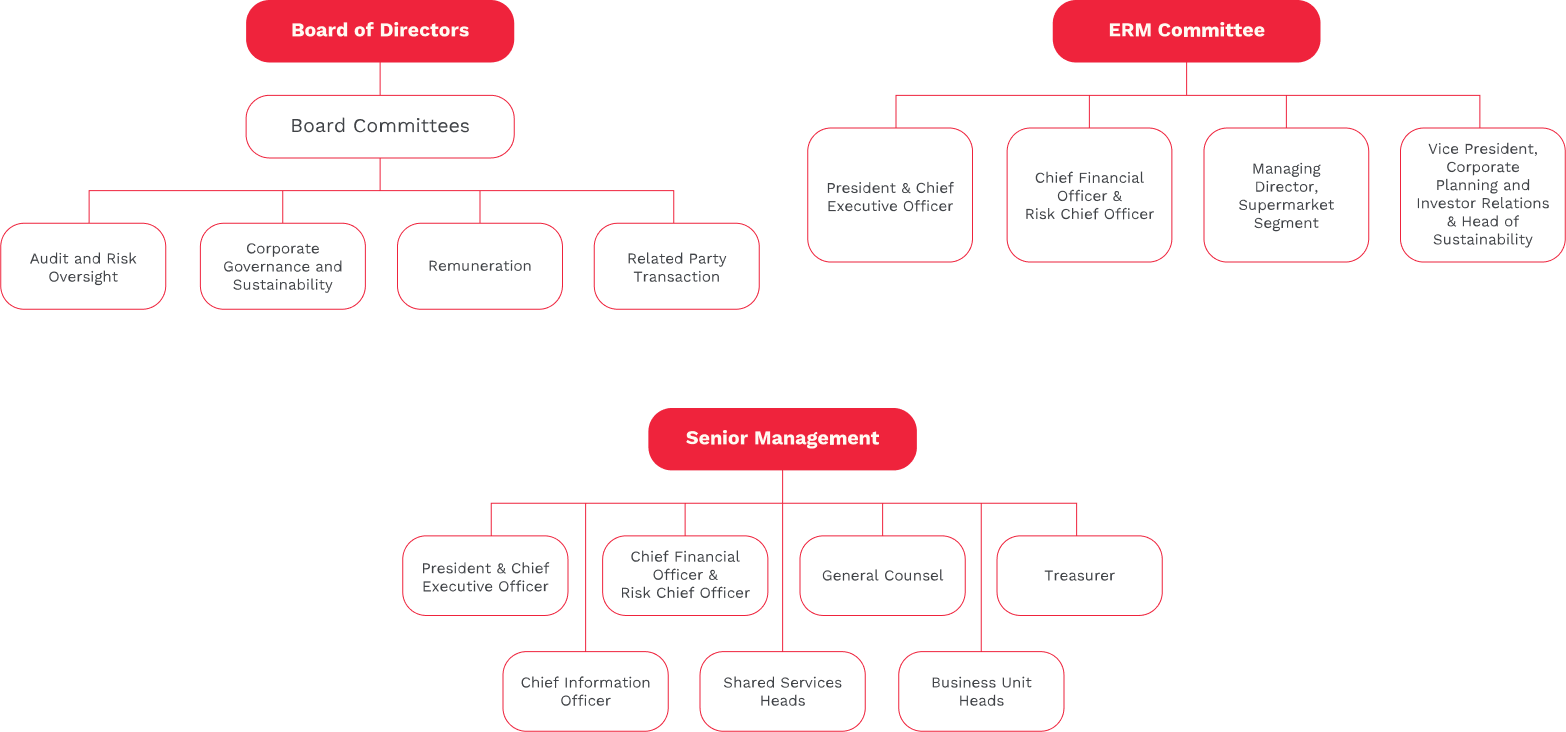 Board of Directors
Board Committees
Audit and Risk
Oversight
Corporate
Governance and
Sustainability
Remuneration
Related Party
Transaction
ERM Committee
President & Chief
Executive Officer
Chief Financial
Officer &
Risk Chief Officer
Managing
Director,
Supermarket
Segment
Vice President,
Corporate
Planning and
Investor Relations
& Head of
Sustainability
Senior Management
President & Chief
Executive Officer
Chief Financial
Officer &
Risk Chief Officer
General Counsel
Treasurer
Chief Information
Officer
Shared Services
Heads
Business Unit
Heads